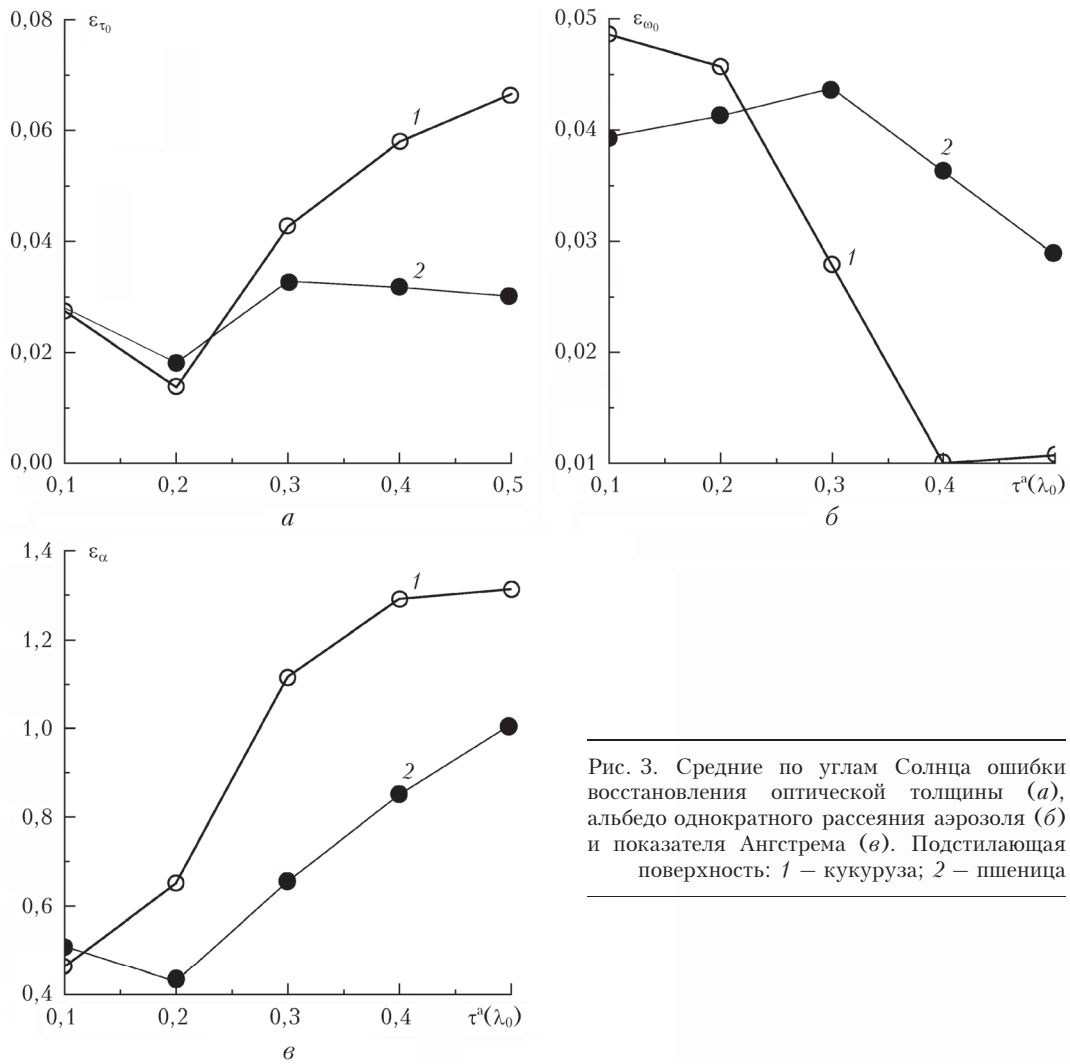 0,08
ε τ₀
1
0,06
0,04
2
0,02
0,00
0,1 0,2 0,3 0,4 0,5
а
0,05
ε ω₀
0,04
2
0,03
1
0,02
0,01
0,1 0,2 0,3 0,4 τᵃ(λ₀)
б
1,4
ε α
1
1,2
1,0
2
0,8
0,6
0,4
0,1 0,2 0,3 0,4 τᵃ(λ₀)
в
Рис. 3. Средние по углам Солнца ошибки
восстановления оптической толщины (а),
альбедо однократного рассеяния аэрозоля (б)
и показателя Ангстрема (в). Подстилающая
поверхность: 1 – кукуруза; 2 – пшеница